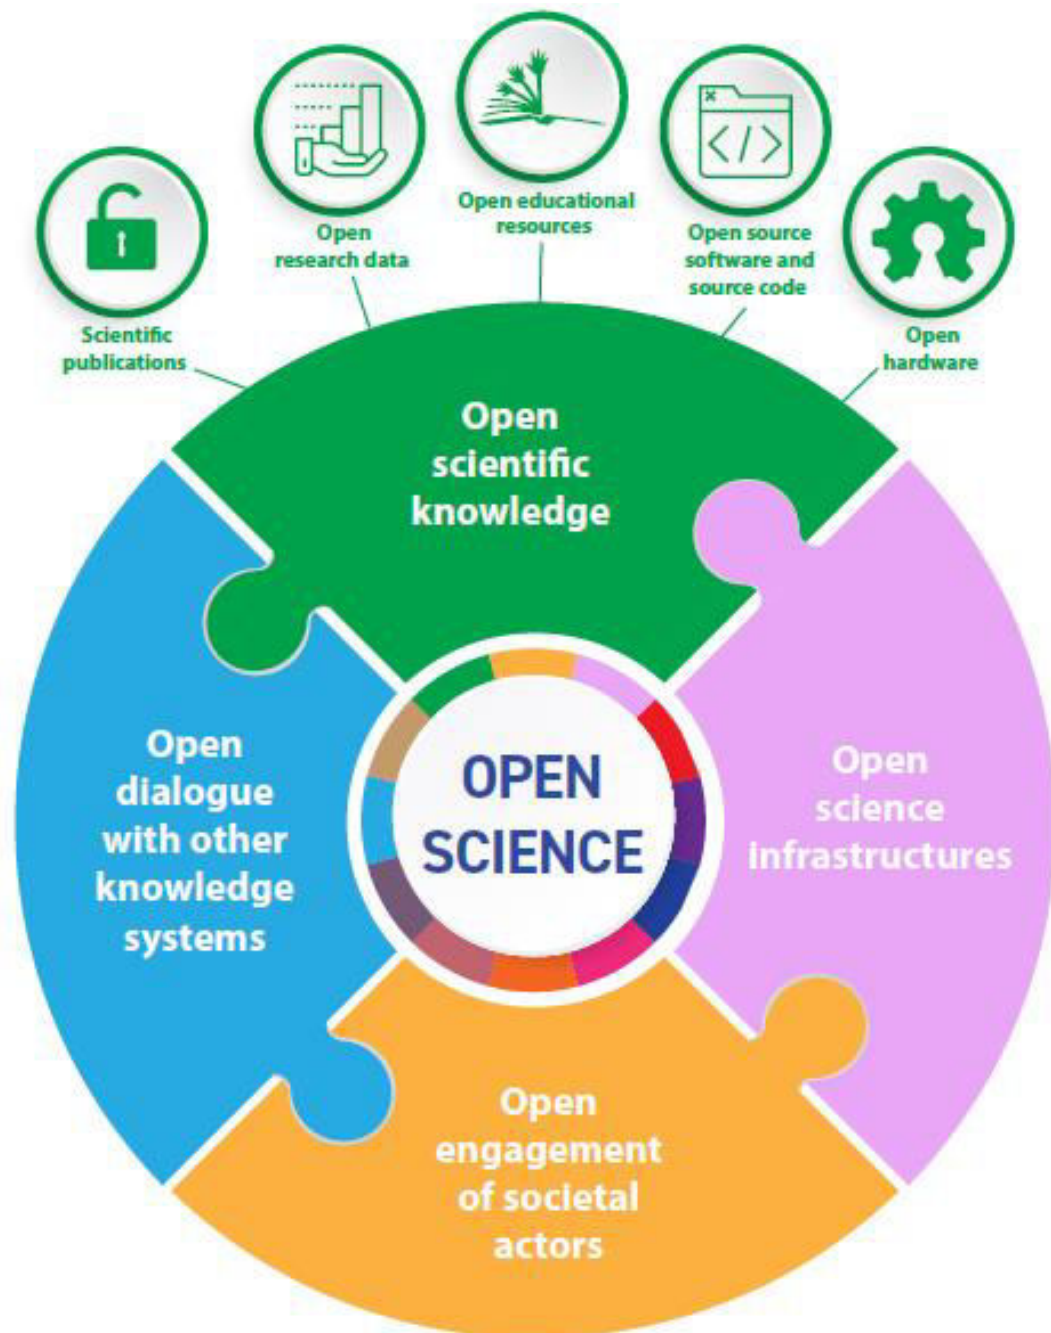 Scientific
publications
Open
research data
Open educational
resources
Open source
software and
source code
Open
hardware
Open
scientific
knowledge
Open
dialogue
with other
knowledge
systems
OPEN
SCIENCE
Open
science
infrastructures
Open
engagement
of societal
actors